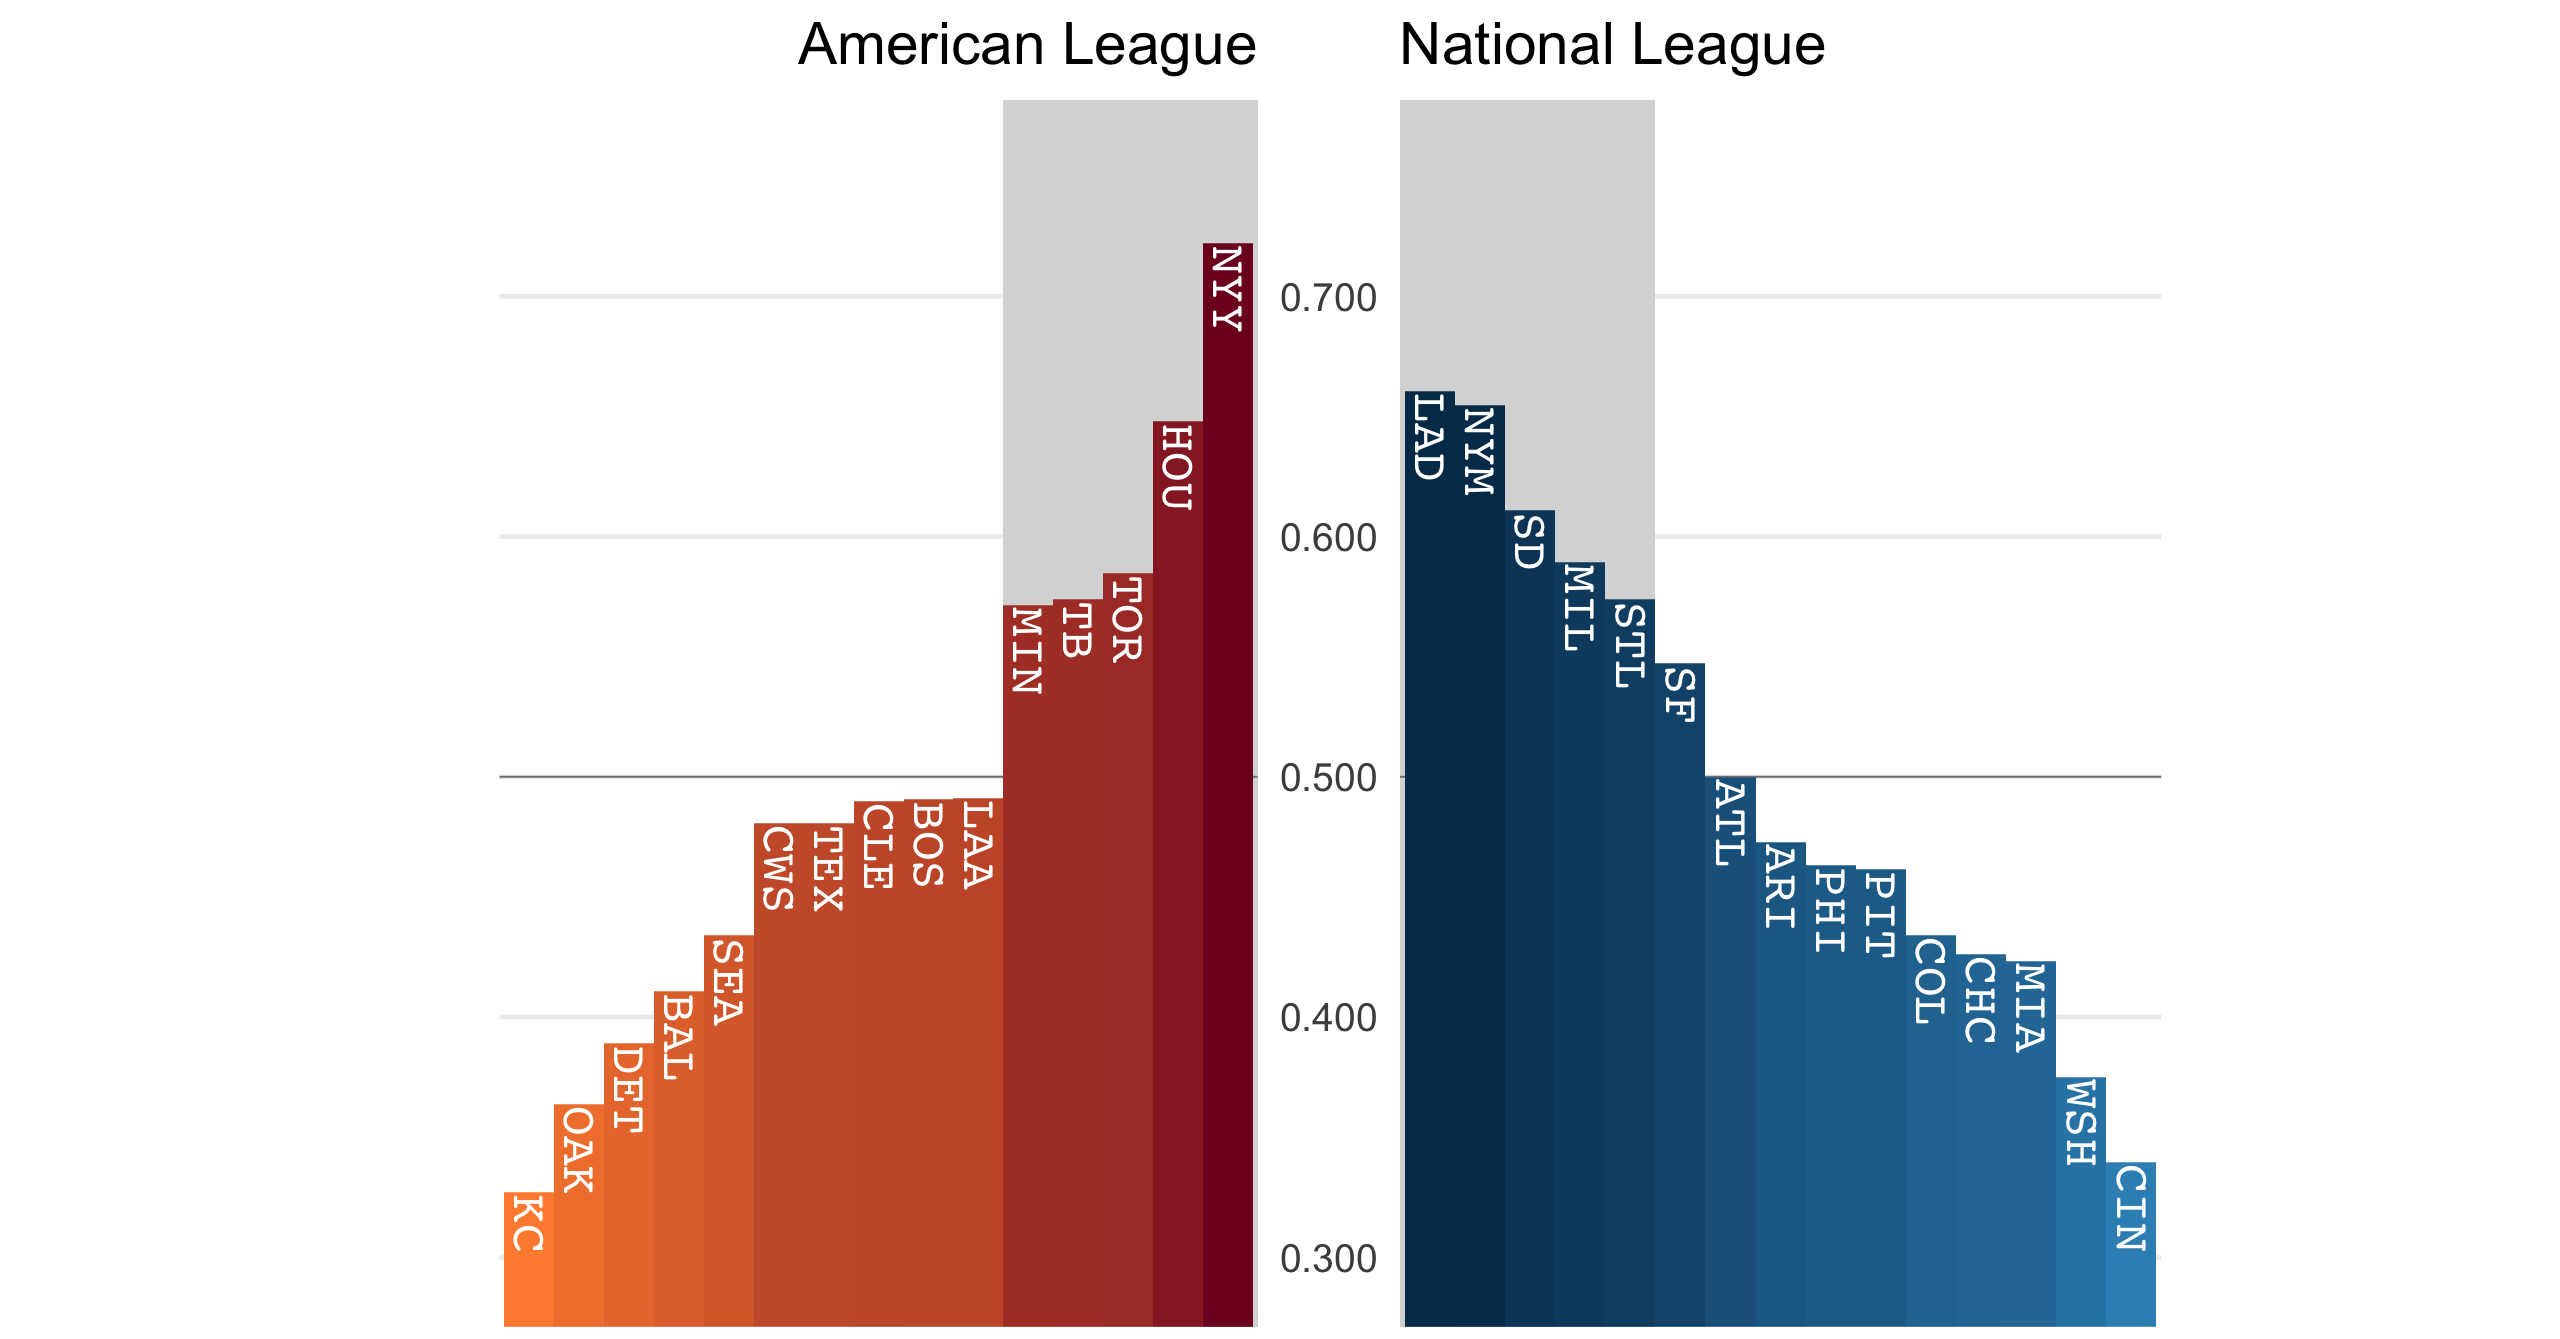 American League
National League
0.700
0.600
0.500
0.400
0.300
KC
OAK
DET
BAL
SEA
CWS
TEX
CLE
BOS
LAA
MIN
TB
TOR
HOU
NYY
LAD
NYM
SD
MIL
STL
SF
ATL
ARI
PHI
PIT
COL
CHC
MIA
WSH
CIN